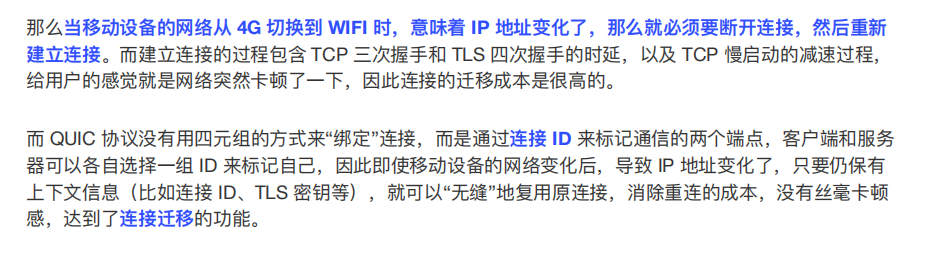 那么当移动设备的网络从 4G 切换到 WIFI 时，意味着 IP 地址变化了，那么就必须要断开连接，然后重新
建立连接。而建立连接的过程包含 TCP 三次握手和 TLS 四次握手的时延，以及 TCP 慢启动的减速过程，
给用户的感觉就是网络突然卡顿了一下，因此连接的迁移成本是很高的。
而 QUIC 协议没有用四元组的方式来“绑定”连接，而是通过连接 ID 来标记通信的两个端点，客户端和服务
器可以各自选择一组 ID 来标记自己，因此即使移动设备的网络变化后，导致 IP 地址变化了，只要仍保有
上下文信息（比如连接 ID、TLS 密钥等），就可以“无缝”地复用原连接，消除重连的成本，没有丝毫卡顿
感，达到了连接迁移的功能。